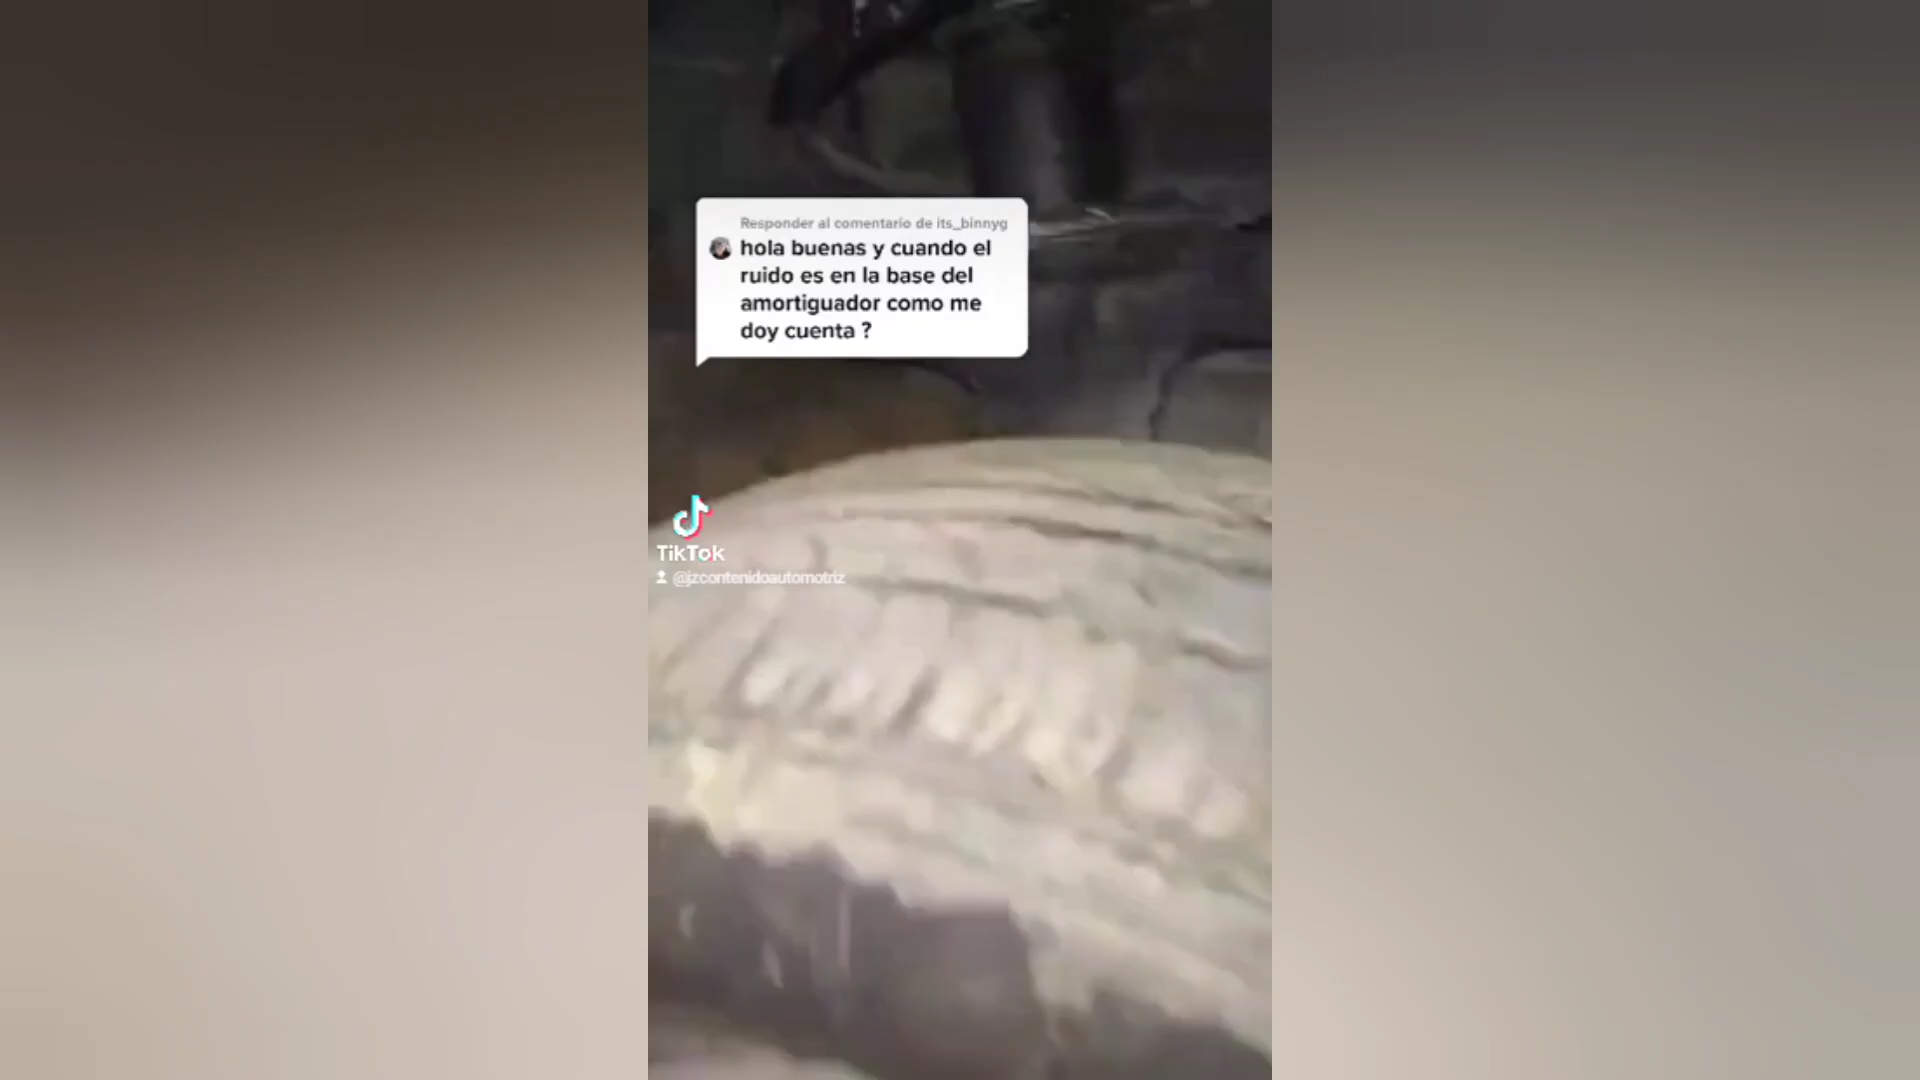 Responder al comentario de its_binnyg
hola buenas y cuando el
ruido es en la base del
amortiguador como me
doy cuenta ?
TikTok
@jzcontenidoautomotriz